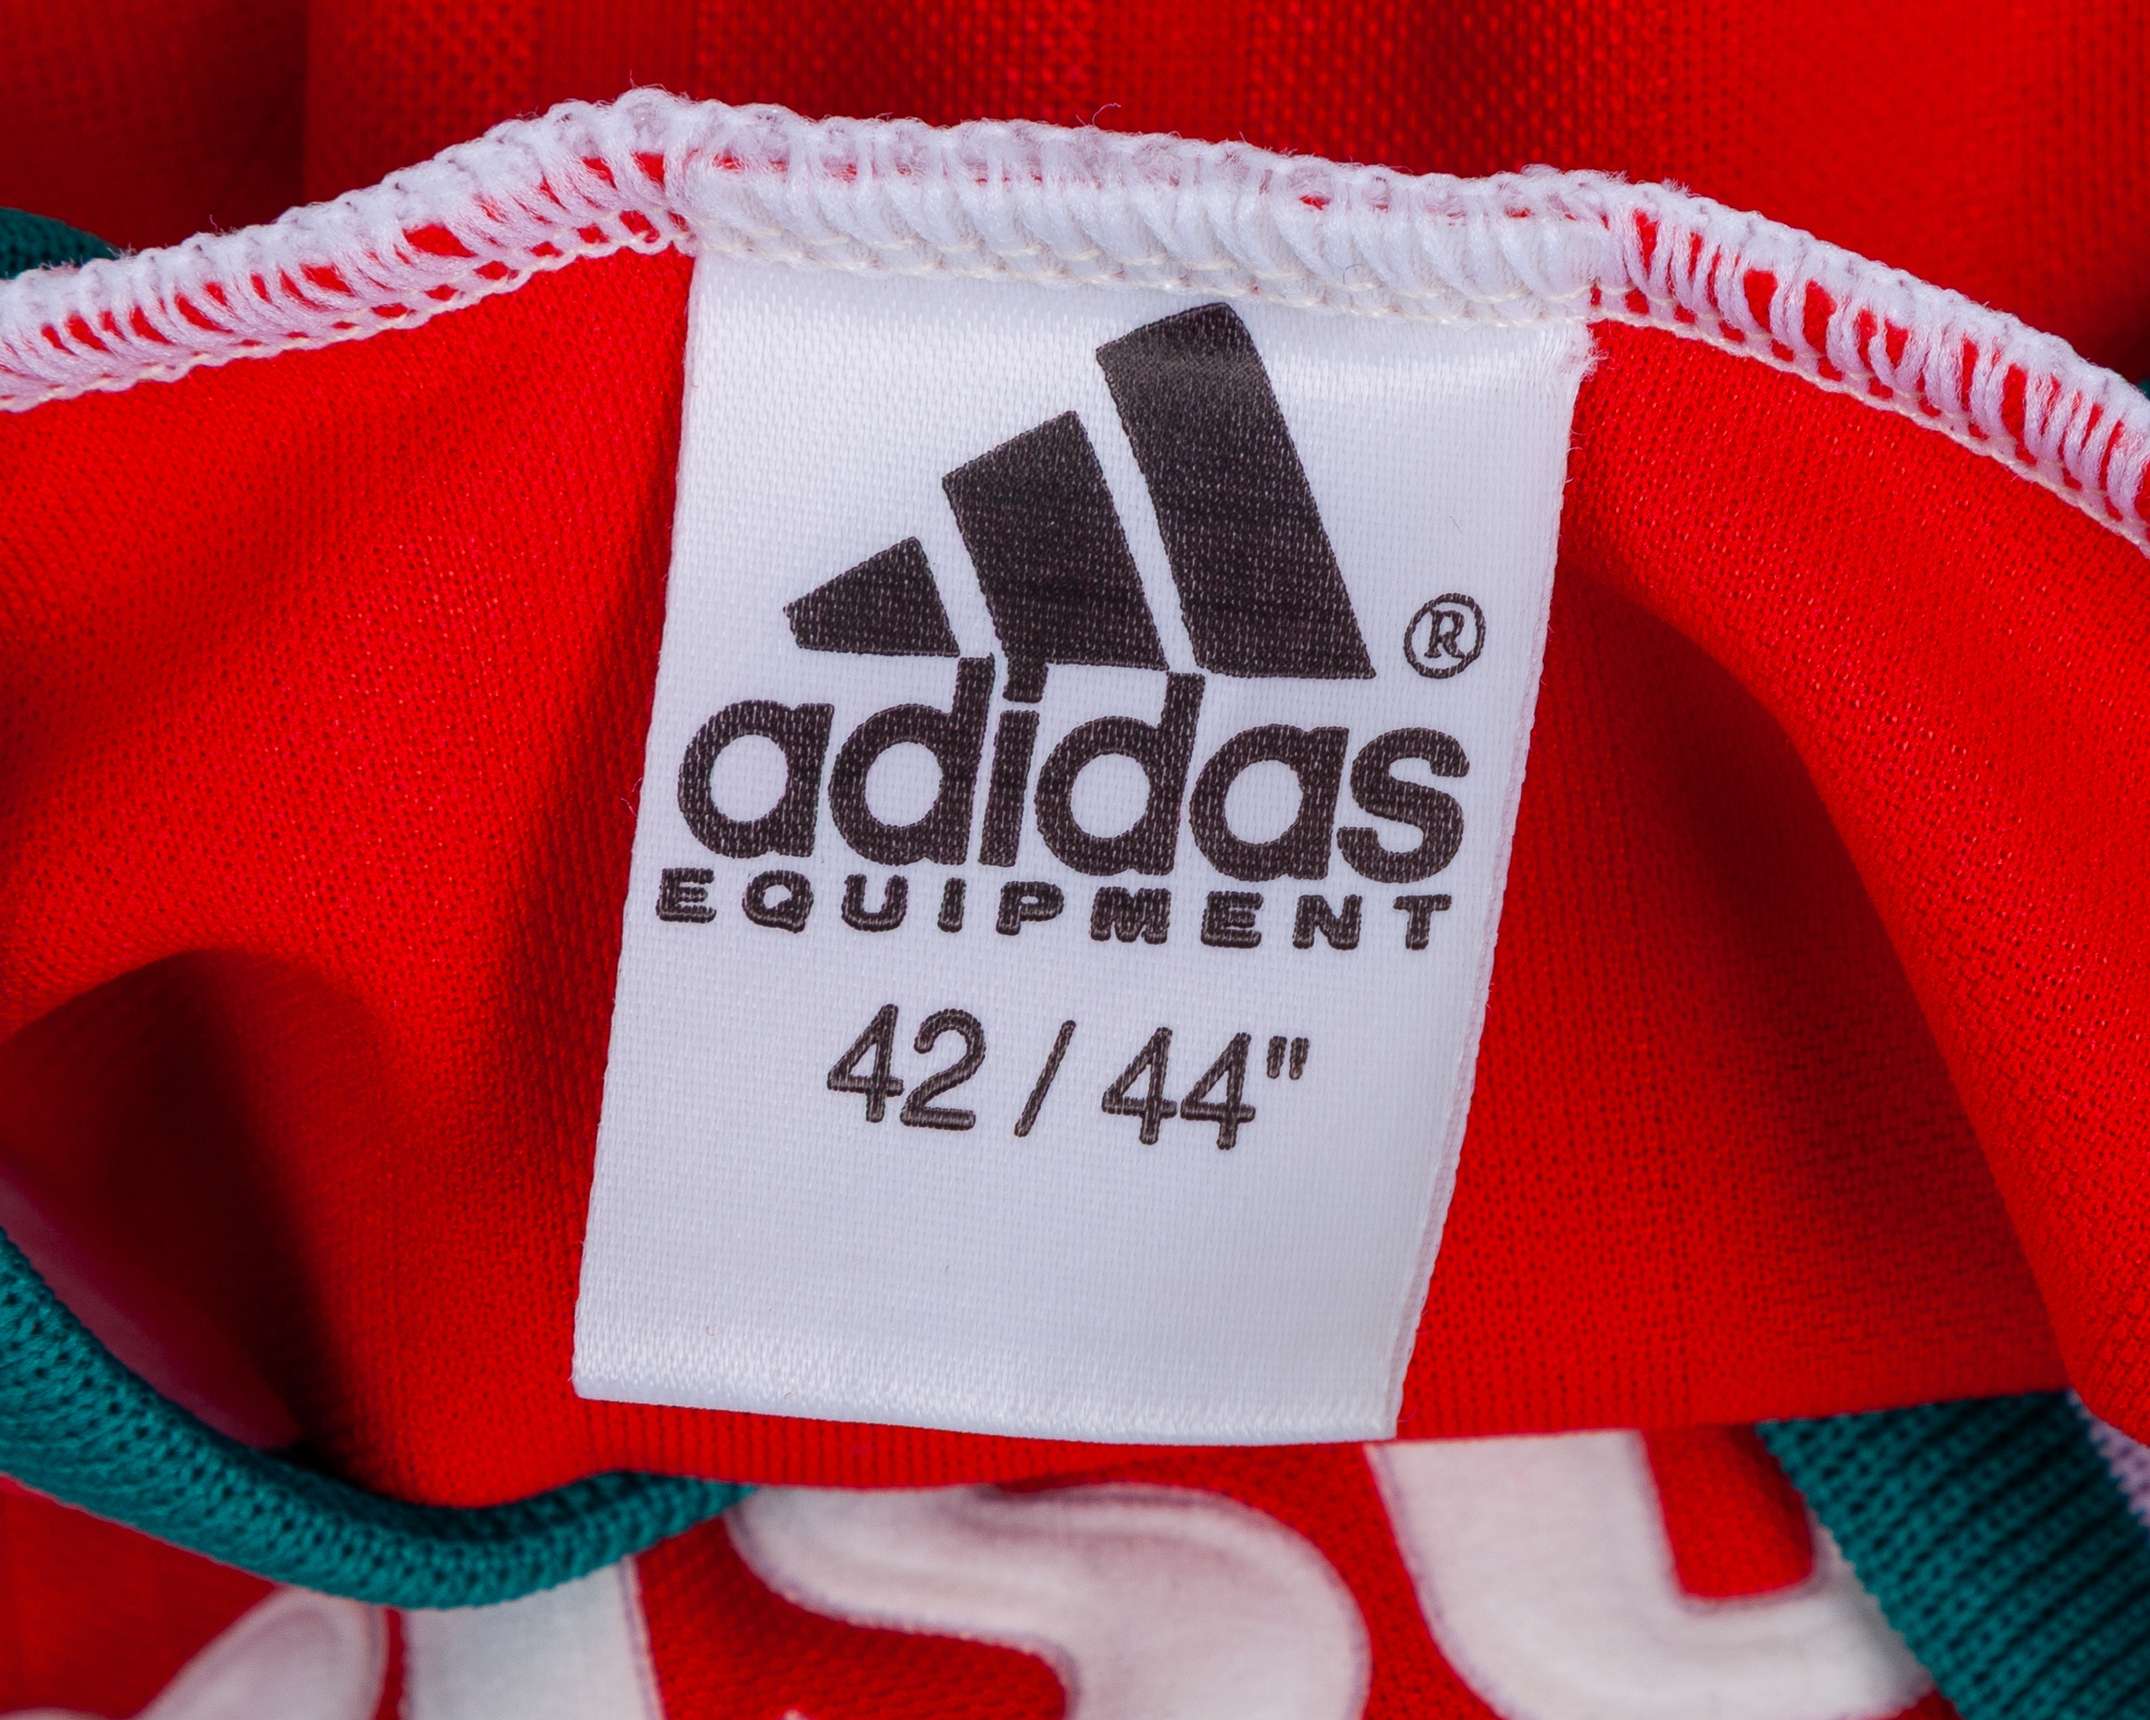 adidas®
EQUIPMENT
42 / 44"